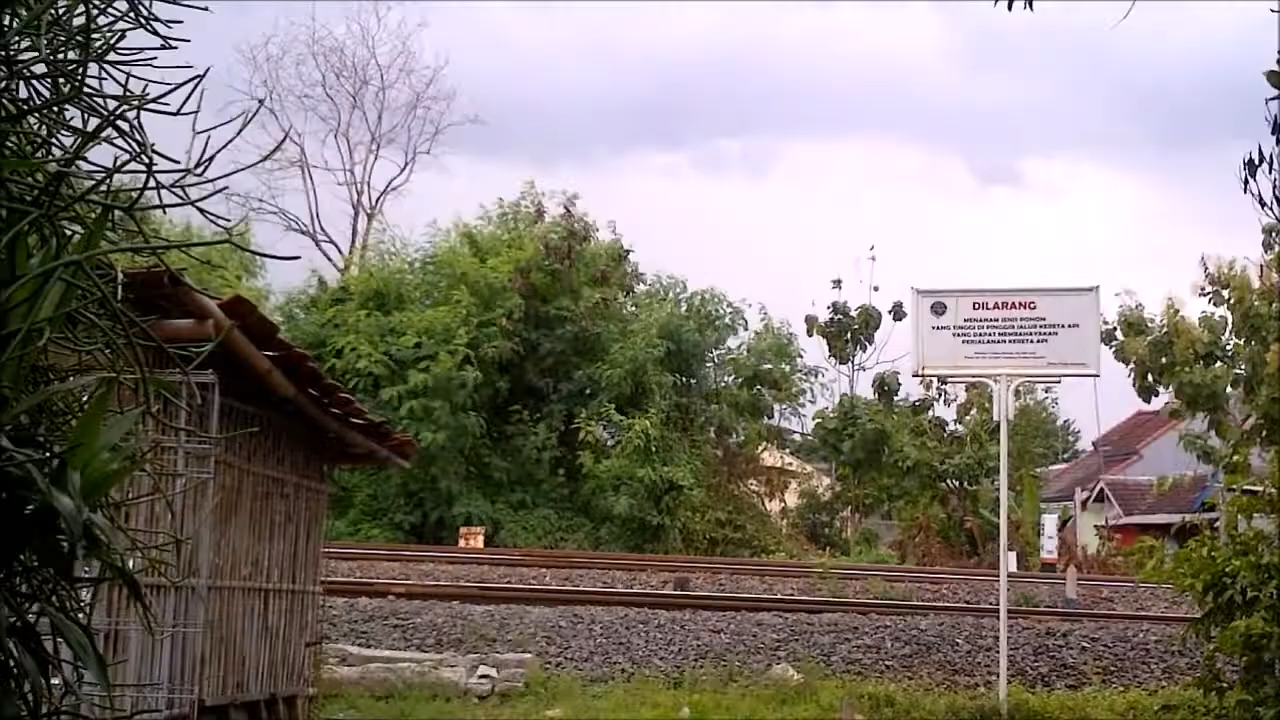 DILARANG
MENANAM JENIS POHON
YANG TINGGI DI PINGGIR JALUR KERETA API
YANG DAPAT MEMBAHAYAKAN
PERJALANAN KERETA API